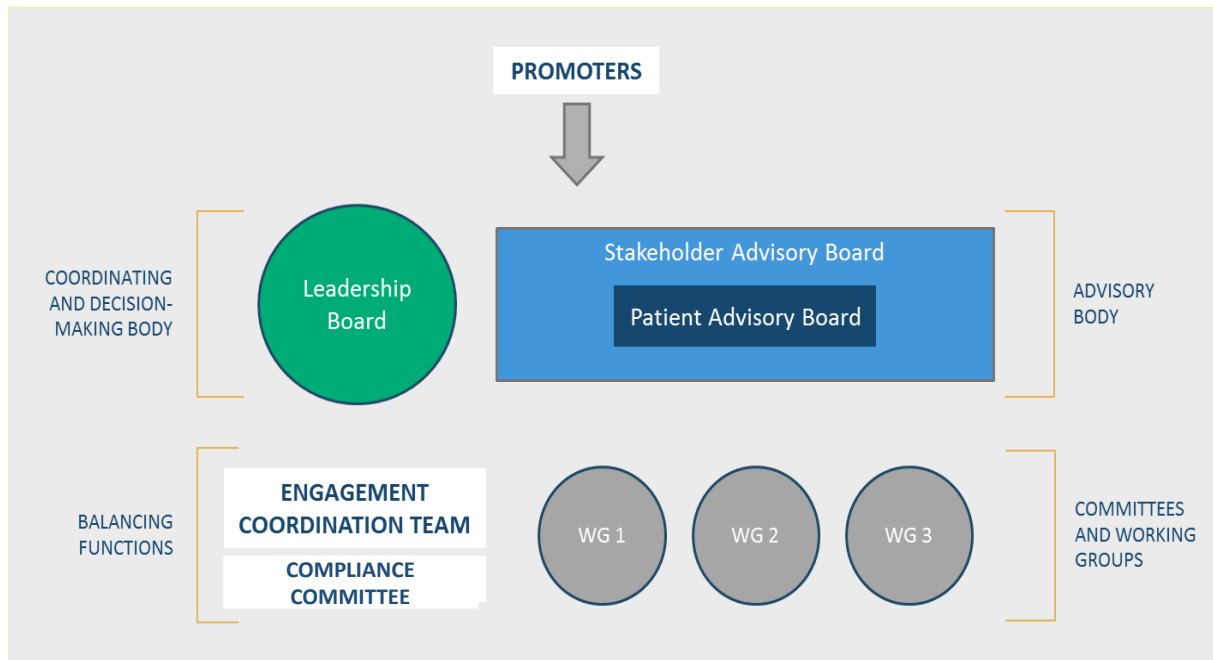 PROMOTERS
COORDINATING
AND DECISION-
MAKING BODY
Leadership
Board
Stakeholder Advisory Board
Patient Advisory Board
ADVISORY
BODY
BALANCING
FUNCTIONS
ENGAGEMENT
COORDINATION TEAM
COMPLIANCE
COMMITTEE
WG 1
WG 2
WG 3
COMMITTEES
AND WORKING
GROUPS